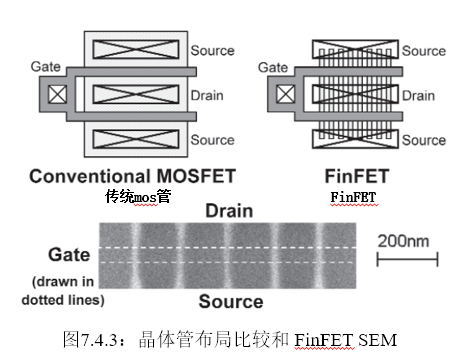 Source
Gate
Drain
Source
Conventional MOSFET
传统mos管
Source
Gate
Drain
Source
FinFET
FinFET
Drain
Gate
(drawn in
dotted lines)
Source
200nm
图7.4.3：晶体管布局比较和 FinFET SEM